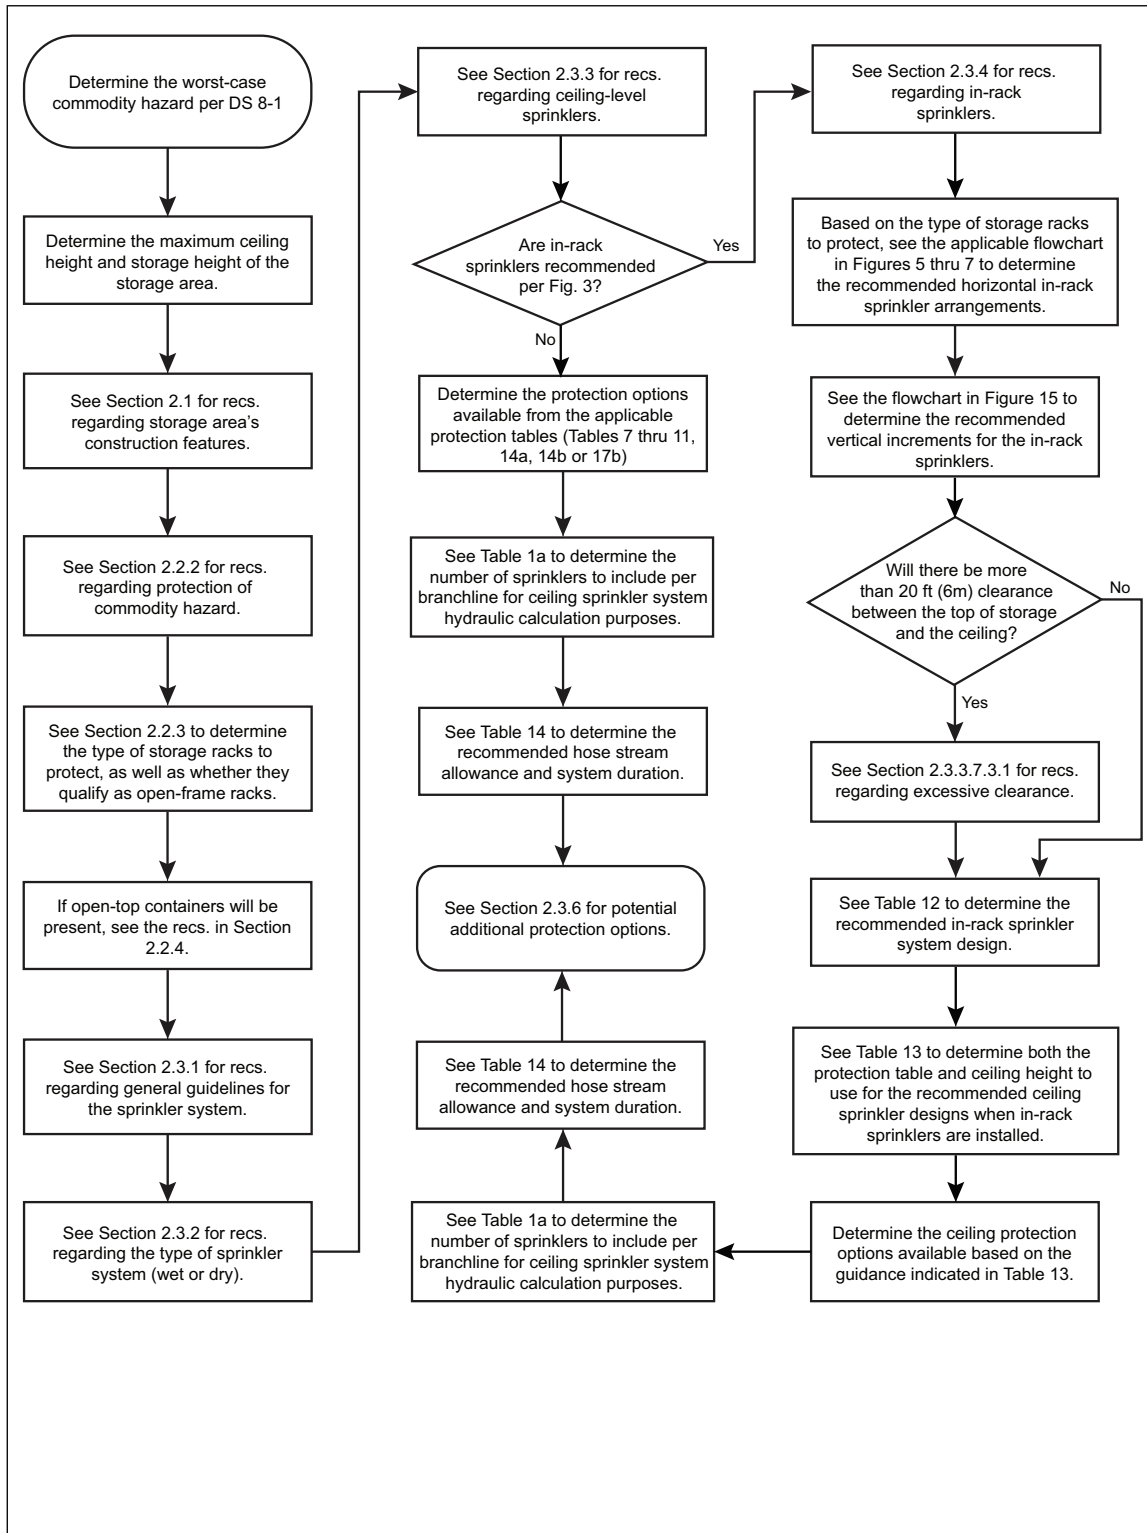 Determine the worst-case
commodity hazard per DS 8-1
Determine the maximum ceiling
height and storage height of the
storage area.
See Section 2.1 for recs.
regarding storage area's
construction features.
See Section 2.2.2 for recs.
regarding protection of
commodity hazard.
See Section 2.2.3 to determine
the type of storage racks to
protect, as well as whether they
qualify as open-frame racks.
If open-top containers will be
present, see the recs. in Section
2.2.4.
See Section 2.3.1 for recs.
regarding general guidelines for
the sprinkler system.
See Section 2.3.2 for recs.
regarding the type of sprinkler
system (wet or dry).
See Section 2.3.3 for recs.
regarding ceiling-level
sprinklers.
Are in-rack
sprinklers recommended
per Fig. 3?
Yes
No
Determine the protection options
available from the applicable
protection tables (Tables 7 thru 11,
14a, 14b or 17b)
See Table 1a to determine the
number of sprinklers to include per
branchline for ceiling sprinkler system
hydraulic calculation purposes.
See Table 14 to determine the
recommended hose stream
allowance and system duration.
See Section 2.3.6 for potential
additional protection options.
See Table 14 to determine the
recommended hose stream
allowance and system duration.
See Table 1a to determine the
number of sprinklers to include per
branchline for ceiling sprinkler system
hydraulic calculation purposes.
See Section 2.3.4 for recs.
regarding in-rack
sprinklers.
Based on the type of storage racks
to protect, see the applicable flowchart
in Figures 5 thru 7 to determine
the recommended horizontal in-rack
sprinkler arrangements.
See the flowchart in Figure 15 to
determine the recommended
vertical increments for the in-rack
sprinklers.
Will there be more
than 20 ft (6m) clearance
between the top of storage
and the ceiling?
No
Yes
See Section 2.3.3.7.3.1 for recs.
regarding excessive clearance.
See Table 12 to determine the
recommended in-rack sprinkler
system design.
See Table 13 to determine both the
protection table and ceiling height to
use for the recommended ceiling
sprinkler designs when in-rack
sprinklers are installed.
Determine the ceiling protection
options available based on the
guidance indicated in Table 13.